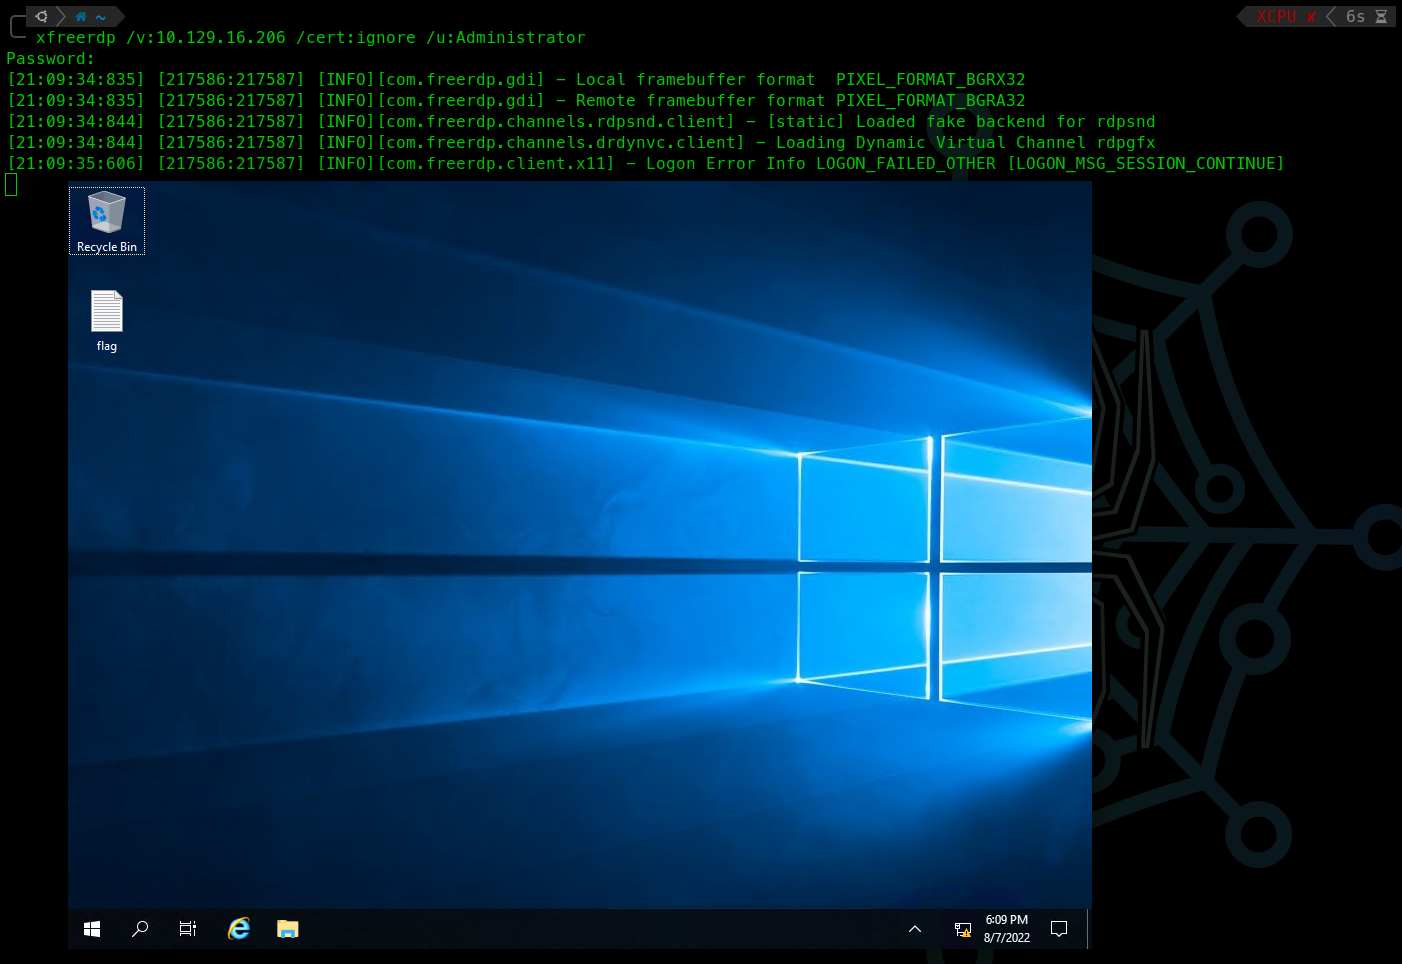 ~ XCPU ✘ 6s
xfreerdp /v:10.129.16.206 /cert:ignore /u:Administrator
Password:
[21:09:34:835] [217586:217587] [INFO][com.freerdp.gdi] - Local framebuffer format  PIXEL_FORMAT_BGRX32
[21:09:34:835] [217586:217587] [INFO][com.freerdp.gdi] - Remote framebuffer format PIXEL_FORMAT_BGRA32
[21:09:34:844] [217586:217587] [INFO][com.freerdp.channels.rdpsnd.client] - [static] Loaded fake backend for rdpsnd
[21:09:34:844] [217586:217587] [INFO][com.freerdp.channels.drdynvc.client] - Loading Dynamic Virtual Channel rdpgfx
[21:09:35:606] [217586:217587] [INFO][com.freerdp.client.x11] - Logon Error Info LOGON_FAILED_OTHER [LOGON_MSG_SESSION_CONTINUE]
Recycle Bin
flag
6:09 PM
8/7/2022